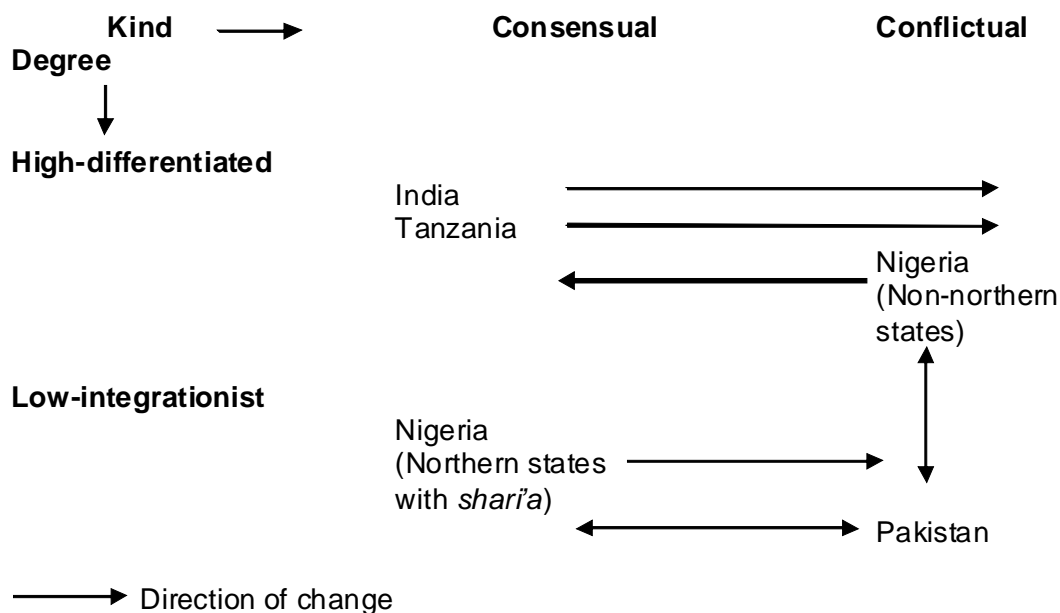 Kind Consensual Conflictual
Degree
High-differentiated
India
Tanzania
Nigeria
(Non-northern
states)
Low-integrationist
Nigeria
(Northern states
with shari’a)
Pakistan
Direction of change